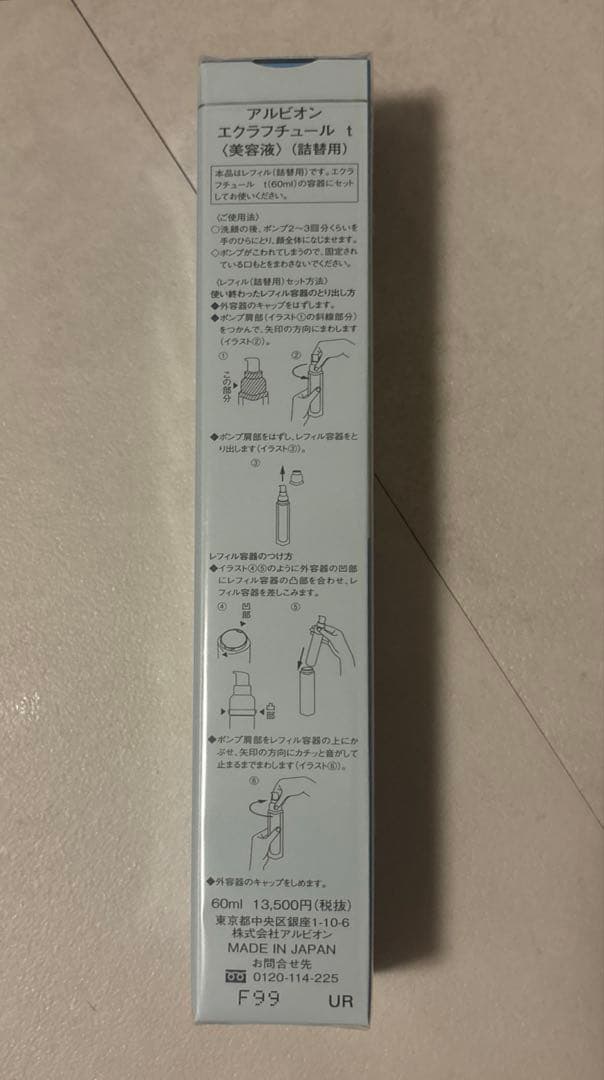 アルビオン
エクラフチュール t
〈美容液〉(詰替用)
本品はレフィル(詰替用)です。エクラ
フチュール t(60ml)の容器にセット
してお使いください。
〈ご使用法〉
○洗顔の後、ポンプ2〜3回分くらいを
手のひらにとり、顔全体になじませます。
◇ポンプがこわれてしまうので、固定され
ている口もとをまわさないでください。
〈レフィル(詰替用)セット方法〉
使い終わったレフィル容器のとり出し方
◆外容器のキャップをはずします。
◆ポンプ肩部(イラスト①の斜線部分)
をつかんで、矢印の方向にまわします
(イラスト②)。
①
②
この部分
◆ポンプ肩部をはずし、レフィル容器をと
り出します(イラスト③)。
③
レフィル容器のつけ方
◆イラスト④⑤のように外容器の凹部
にレフィル容器の凸部を合わせ、レ
フィル容器を差しこみます。
④
凹部
⑤
凸部
◆ポンプ肩部をレフィル容器の上にか
ぶせ、矢印の方向にカチッと音がして
止まるまでまわします(イラスト⑥)。
⑥
◆外容器のキャップをしめます。
60ml 13,500円(税抜)
東京都中央区銀座1-10-6
株式会社アルビオン
MADE IN JAPAN
お問合せ先
0120-114-225
F99 UR